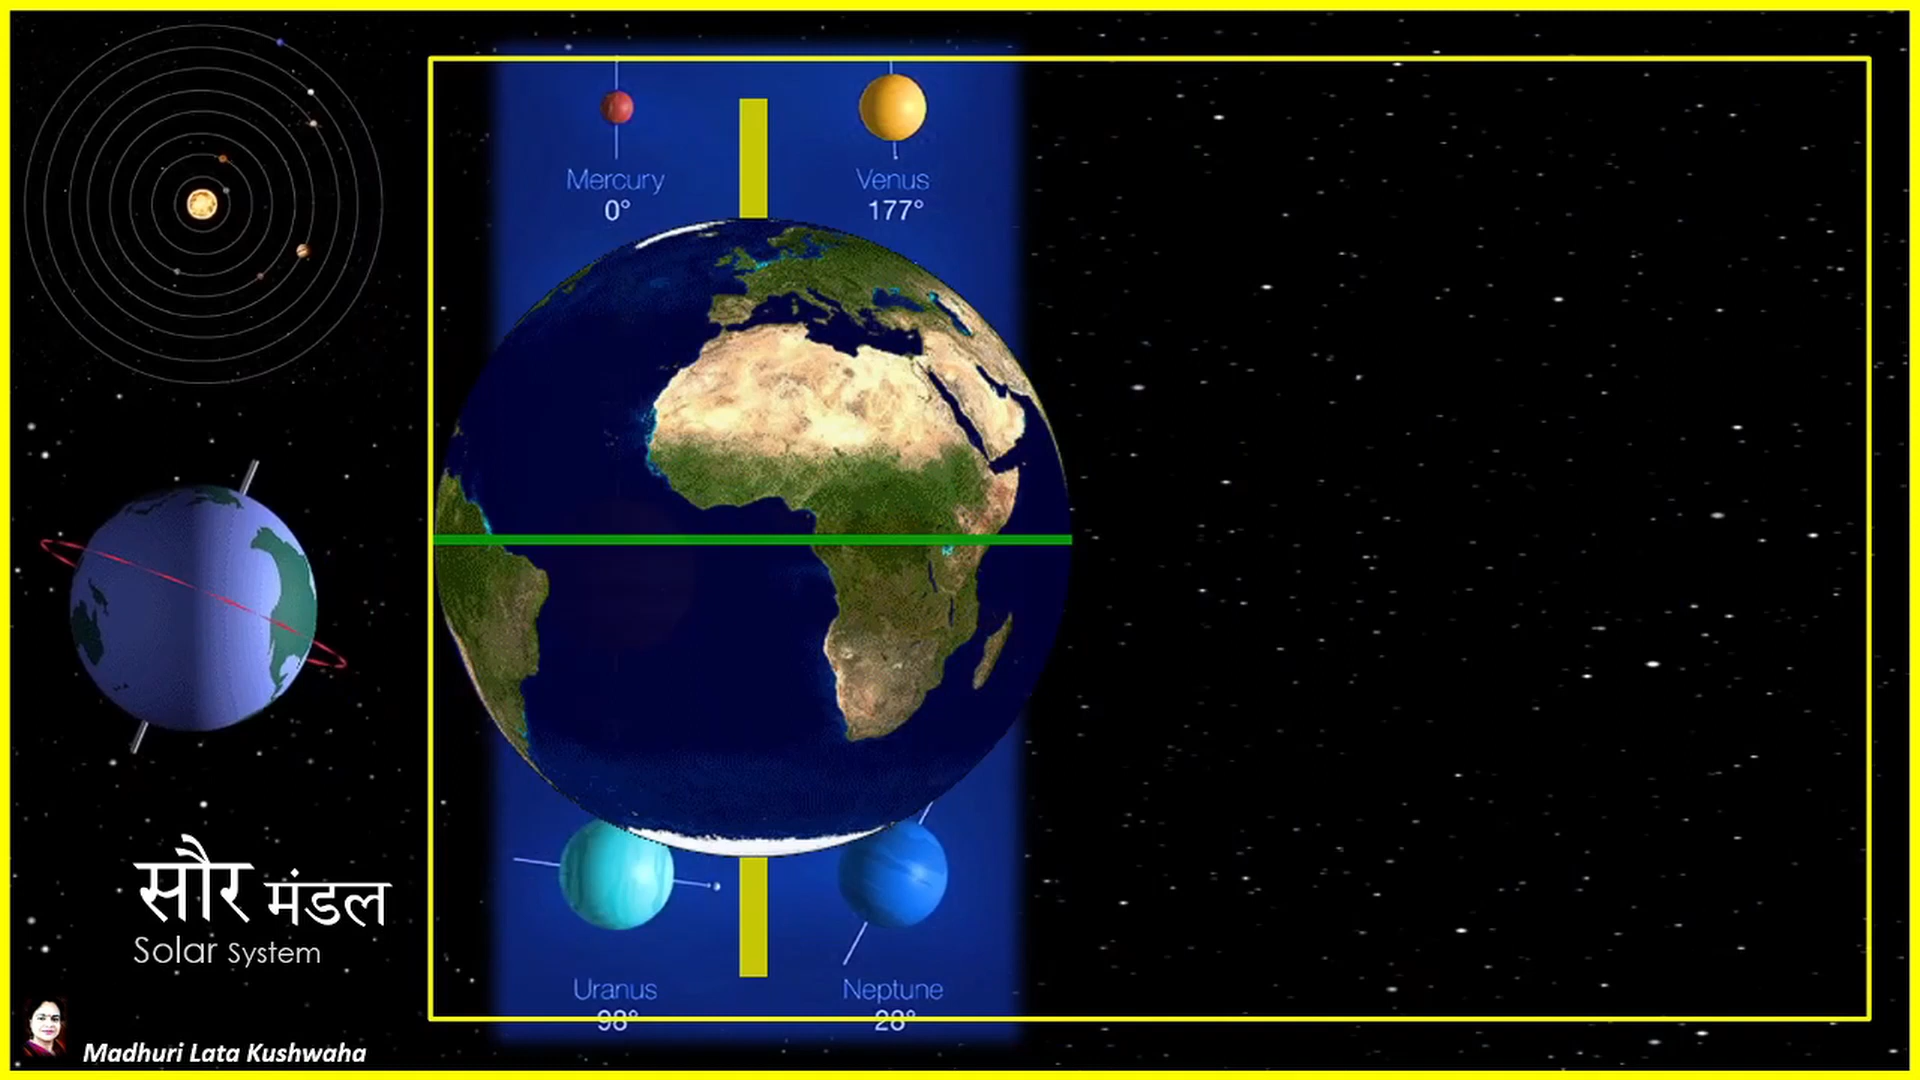 Mercury
0°
Venus
177°
Uranus
98°
Neptune
28°
सौर मंडल
Solar System
Madhuri Lata Kushwaha